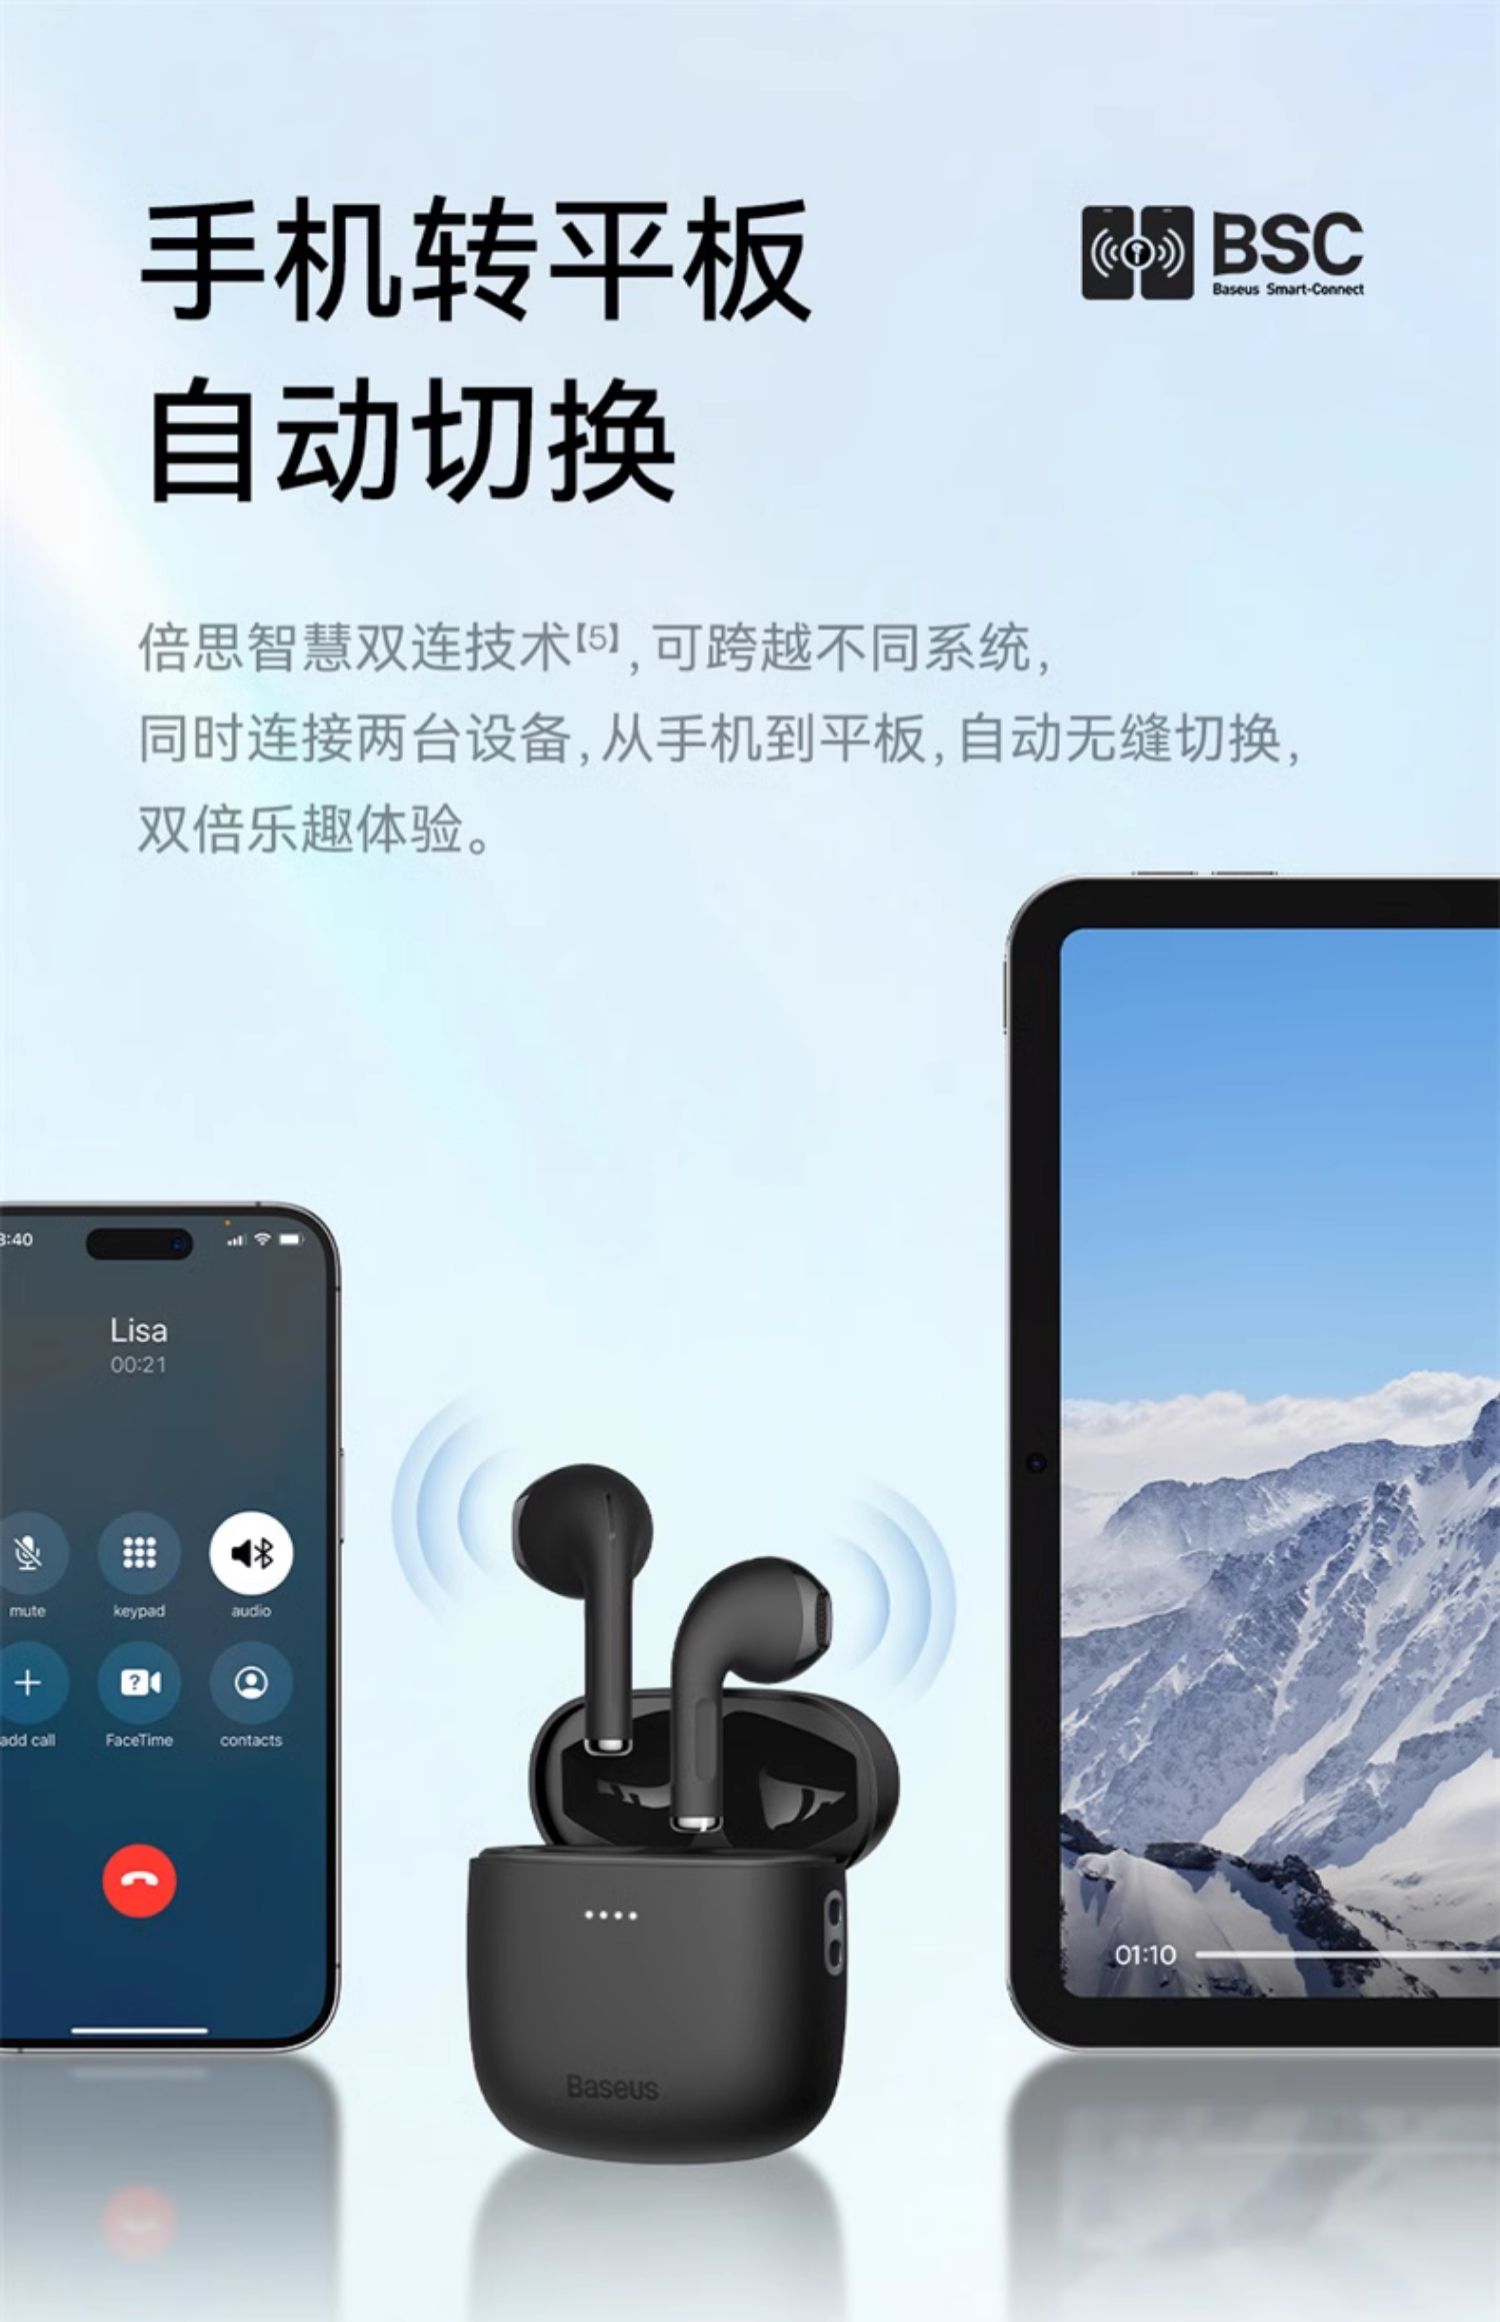 手机转平板
自动切换
BSC
Baseus Smart-Connect
倍思智慧双连技术【5】,可跨越不同系统,
同时连接两台设备,从手机到平板,自动无缝切换,
双倍乐趣体验。
3:40
Lisa
00:21
mute keypad audio
add call FaceTime contacts
01:10
Baseus